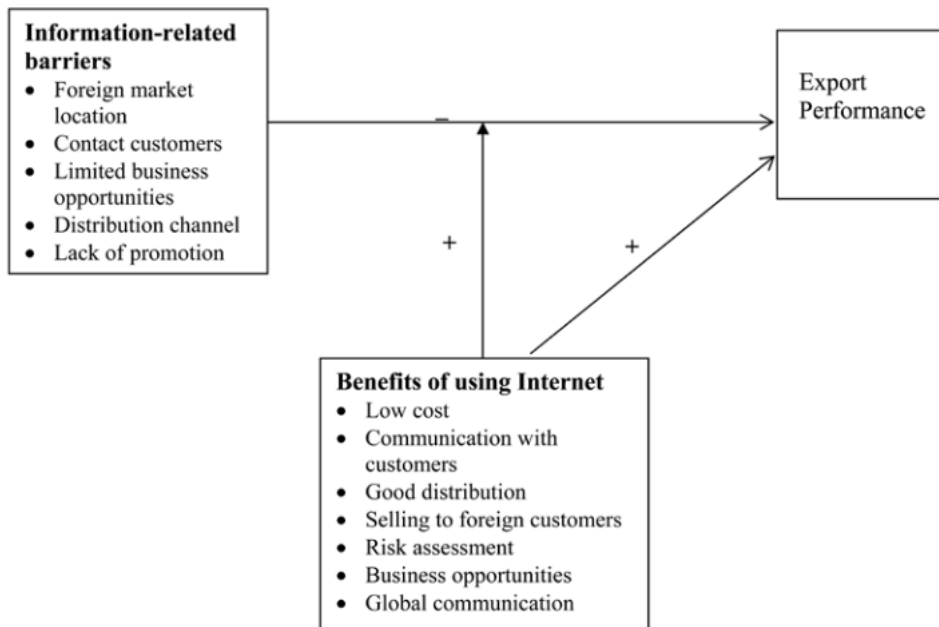 Information-related
barriers
• Foreign market
location
• Contact customers
• Limited business
opportunities
• Distribution channel
• Lack of promotion
–
Export
Performance
+
+
Benefits of using Internet
• Low cost
• Communication with
customers
• Good distribution
• Selling to foreign customers
• Risk assessment
• Business opportunities
• Global communication